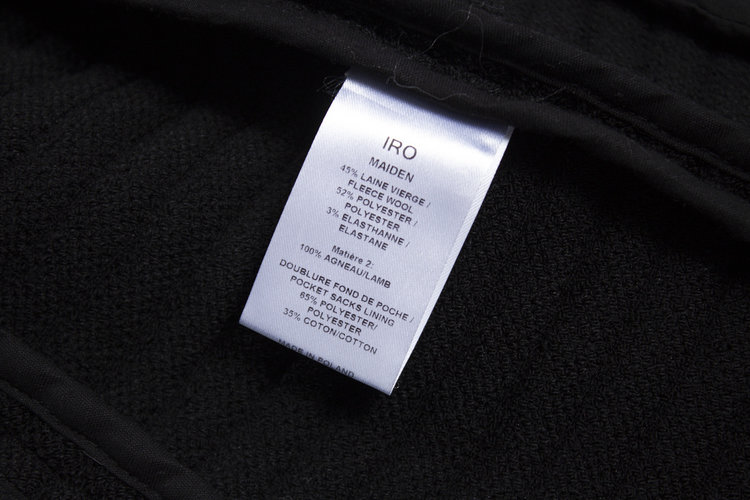 IRO
MAIDEN
45% LAINE VIERGE /
FLEECE WOOL
52% POLYESTER /
POLYESTER
3% ELASTHANNE /
ELASTANE
Matière 2:
100% AGNEAU/LAMB
DOUBLURE FOND DE POCHE /
POCKET SACKS LINING
65% POLYESTER/
POLYESTER
35% COTON/COTTON
MADE IN POLAND